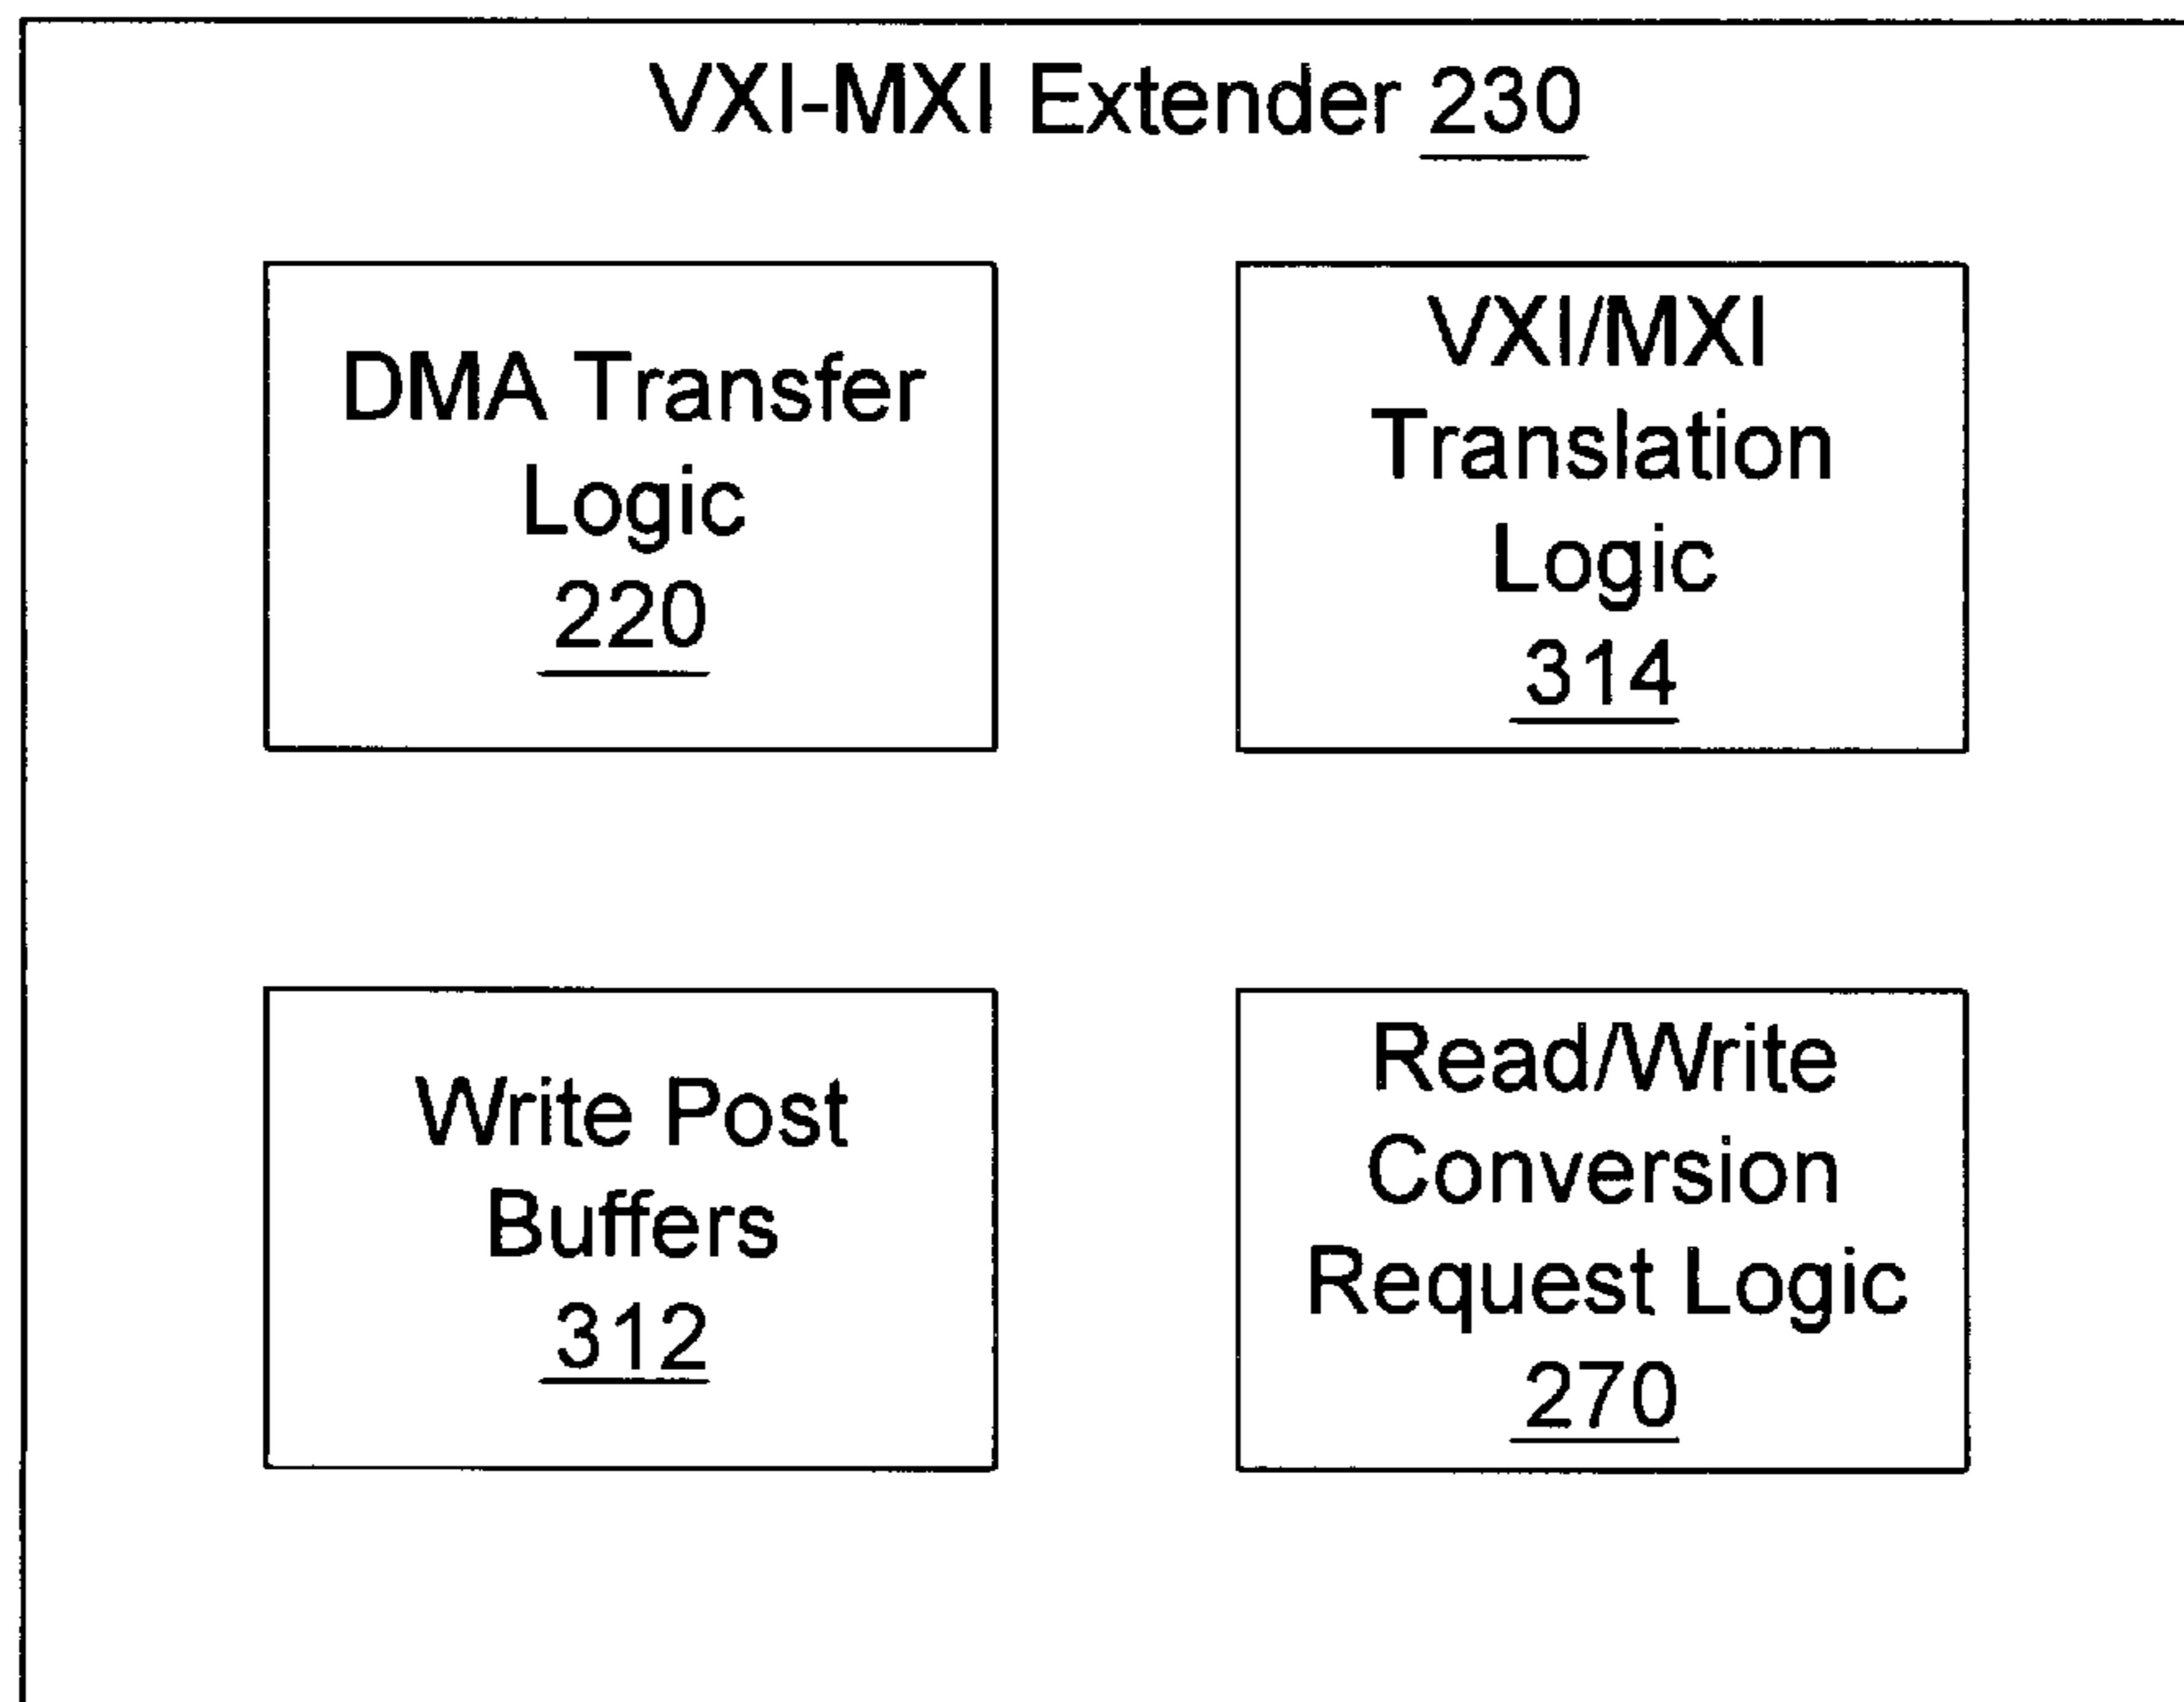 VXI-MXI Extender 230
DMA Transfer
Logic
220
VXI/MXI
Translation
Logic
314
Write Post
Buffers
312
Read/Write
Conversion
Request Logic
270